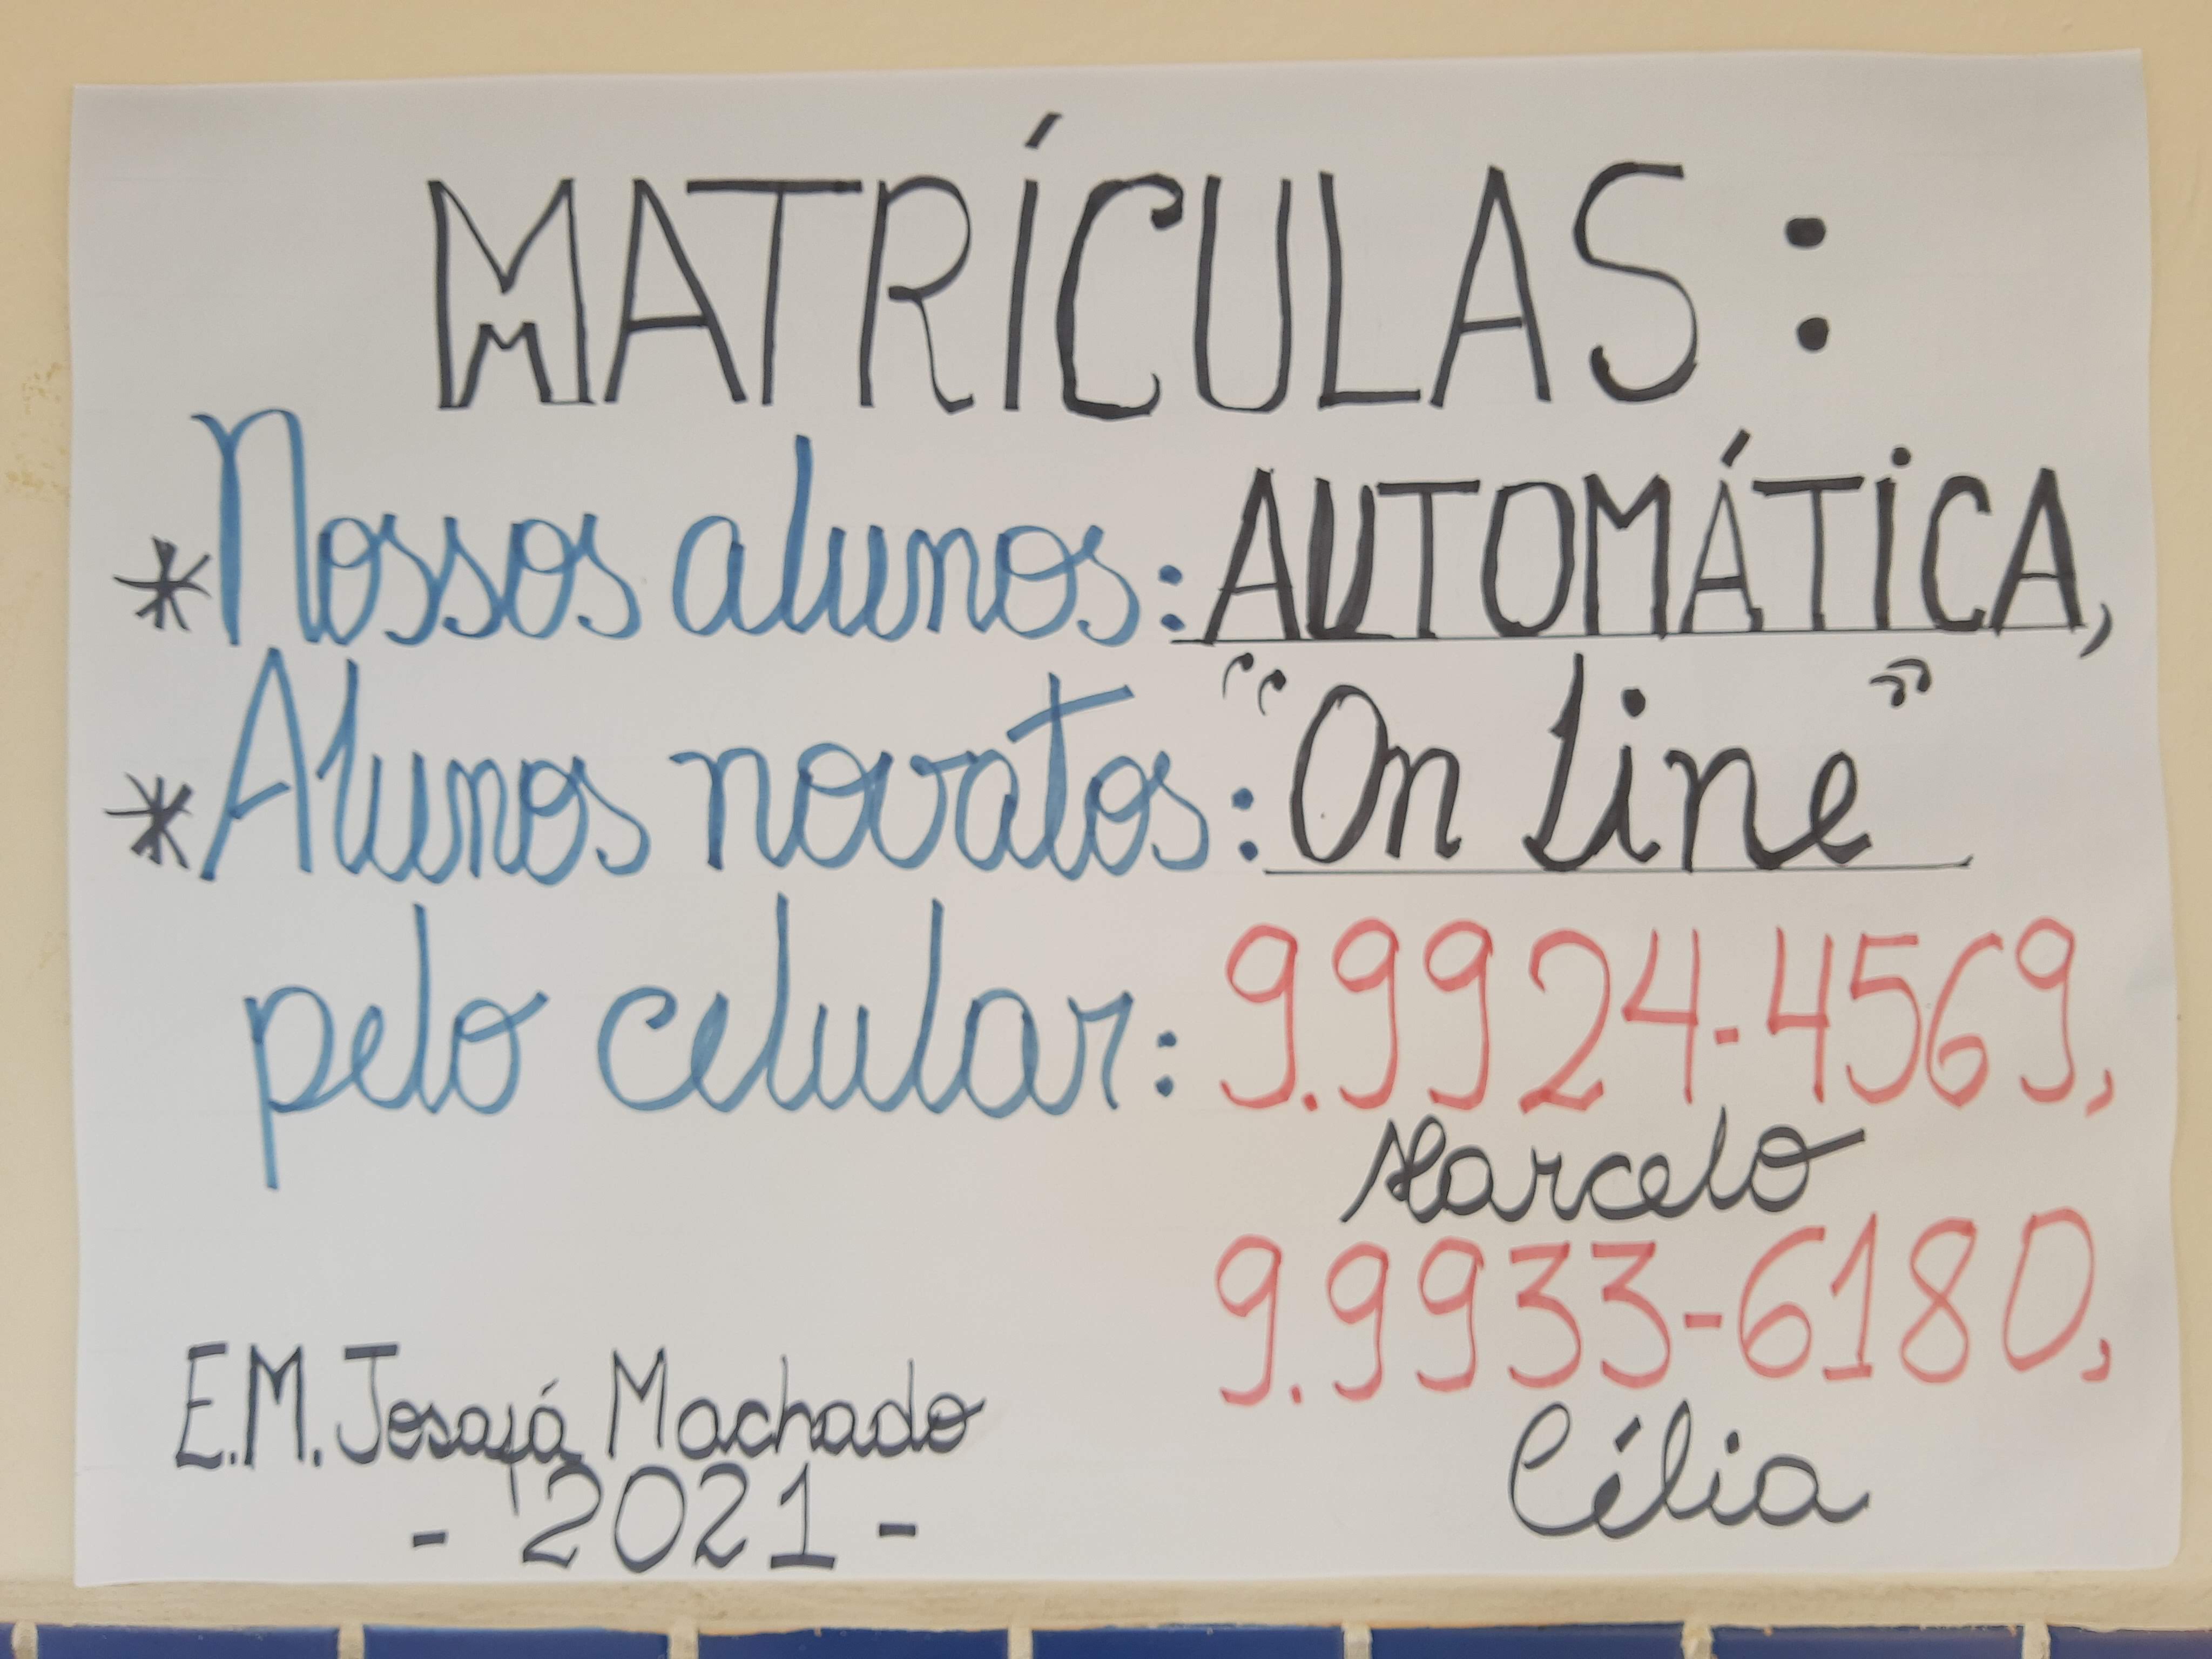 MATRÍCULAS:
*Nossos alunos: AUTOMÁTiCA,
*Alunos novatos: "On Line"
pelo celular: 9.9924-4569,
Marcelo
9.9933-6180,
Célia
E.M. Josajá Machado
- 2021 -